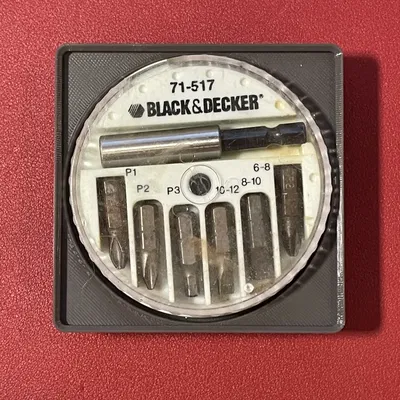 71-517
BLACK&DECKER®
P1
6-8
P2
P3
10-12
8-10